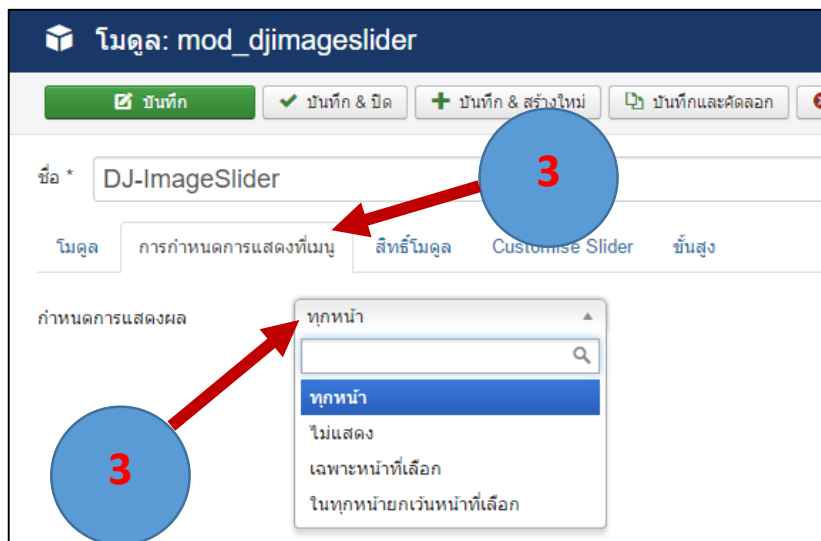 โมดูล: mod_djimageslider
บันทึก บันทึก & ปิด บันทึก & สร้างใหม่ บันทึกและคัดลอก
ชื่อ * DJ-ImageSlider
3
โมดูล การกำหนดการแสดงที่เมนู สิทธิ์โมดูล Customise Slider ขั้นสูง
กำหนดการแสดงผล ทุกหน้า
ทุกหน้า
ไม่แสดง
เฉพาะหน้าที่เลือก
3
ในทุกหน้ายกเว้นหน้าที่เลือก